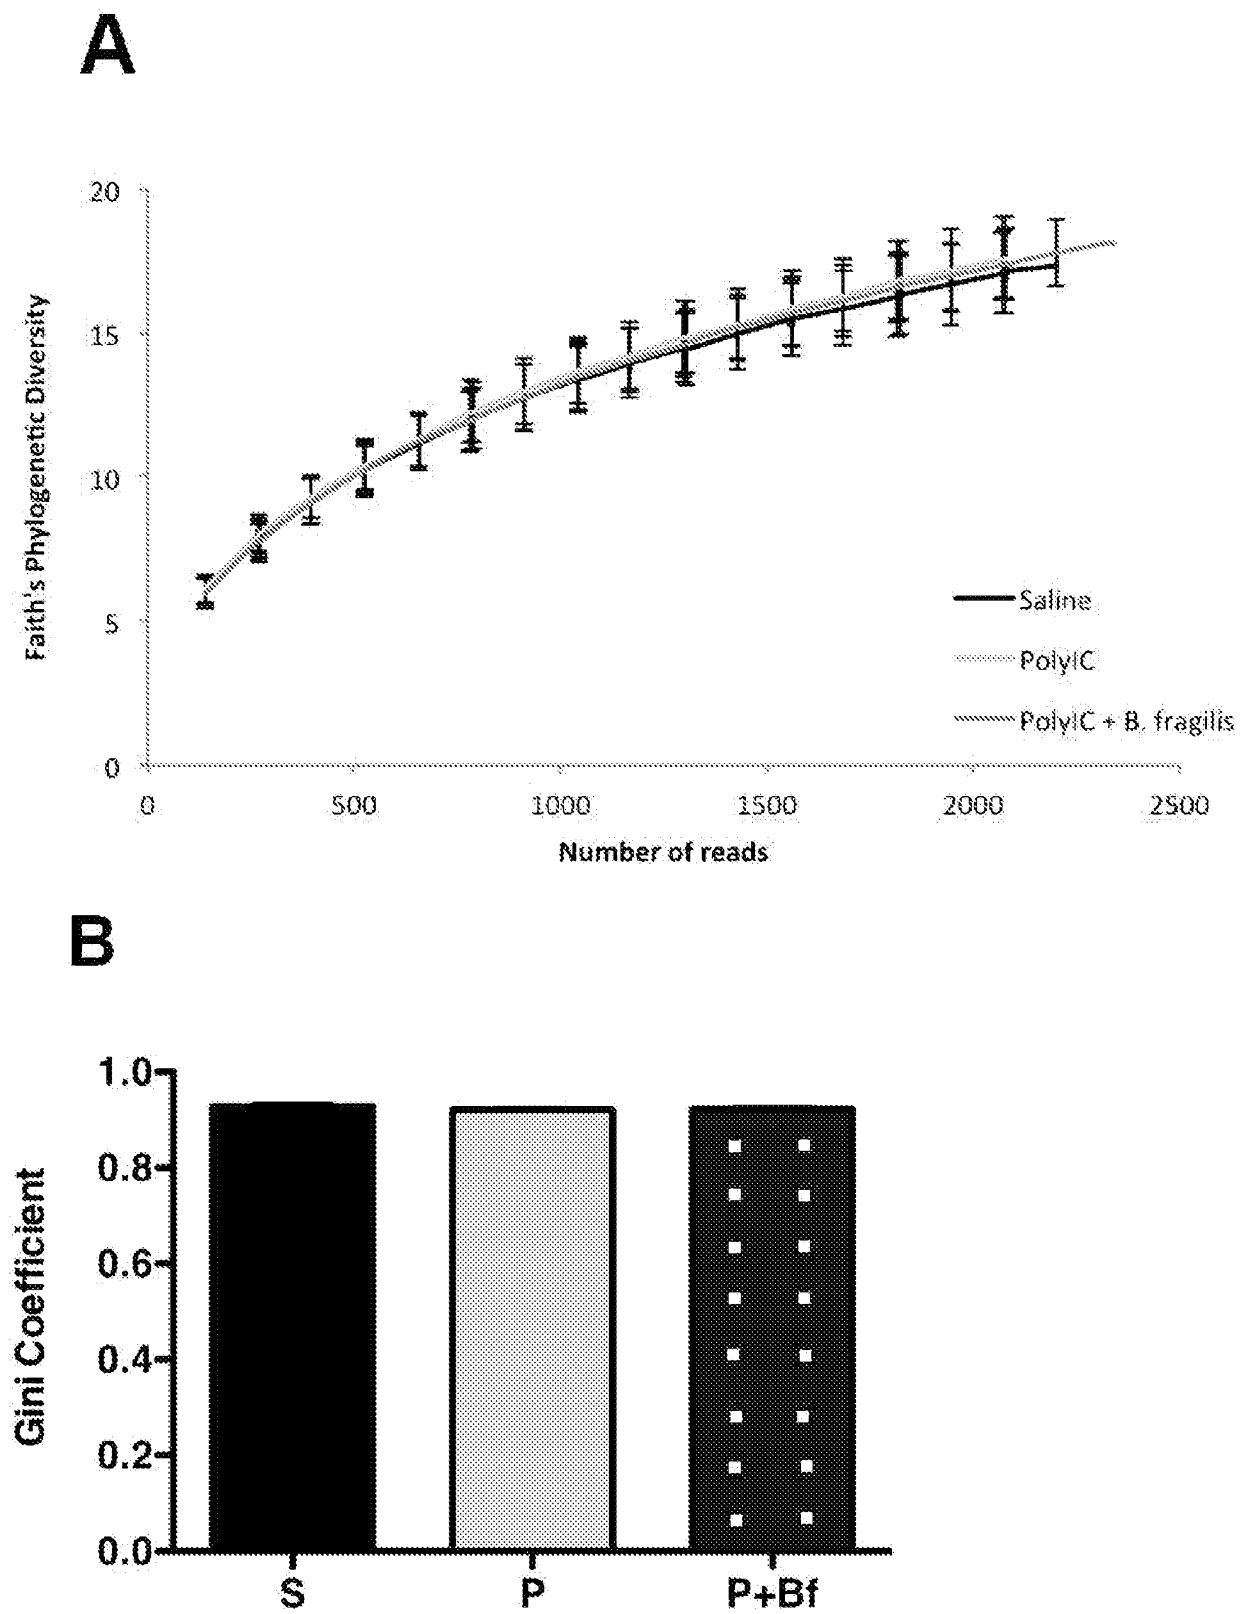 A
20
15
10
5
0
Faith's Phylogenetic Diversity
Saline
PolyIC
PolyIC + B. fragilis
0 500 1000 1500 2000 2500
Number of reads
B
1.0
0.8
0.6
0.4
0.2
0.0
Gini Coefficient
S P P+Bf